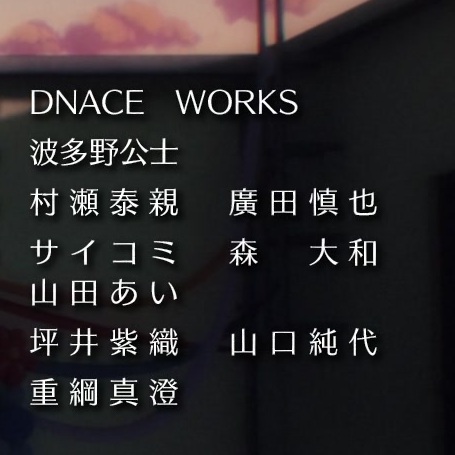 DNACE WORKS
波多野公士
村瀬泰親 廣田慎也
サイコミ 森 大和
山田あい
坪井紫織 山口純代
重綱真澄